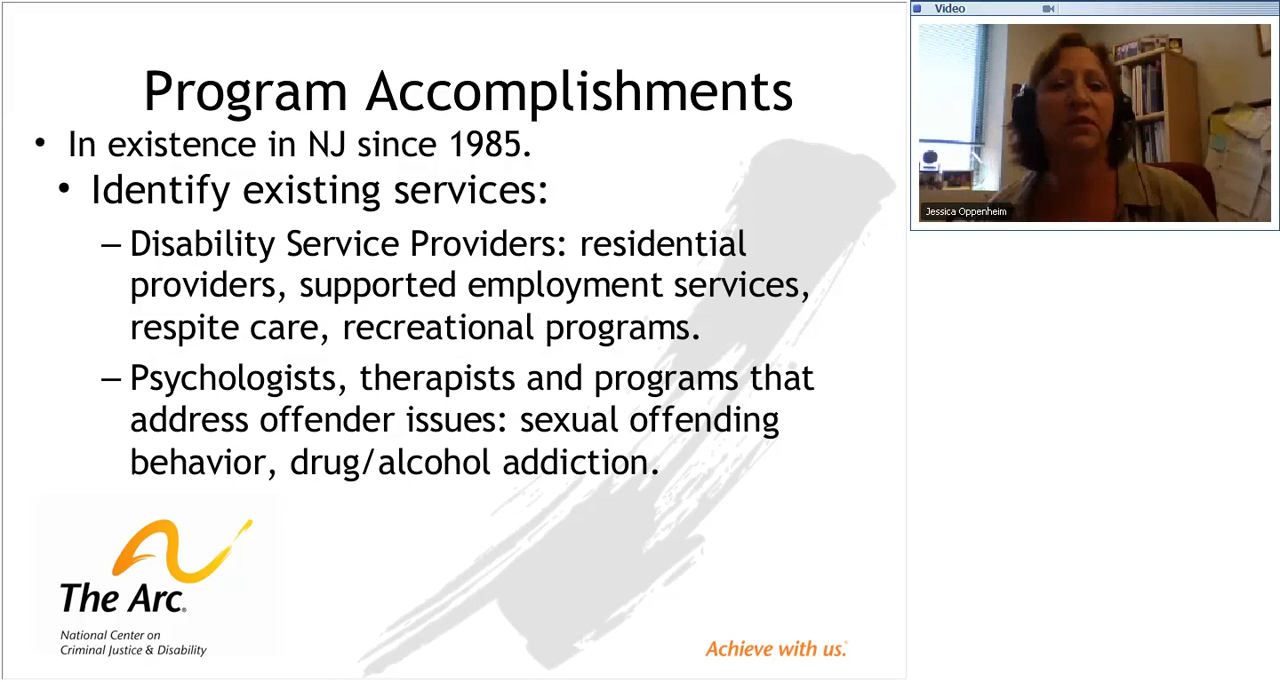 Program Accomplishments
• In existence in NJ since 1985.
• Identify existing services:
– Disability Service Providers: residential
providers, supported employment services,
respite care, recreational programs.
– Psychologists, therapists and programs that
address offender issues: sexual offending
behavior, drug/alcohol addiction.
The Arc®
National Center on
Criminal Justice & Disability
Achieve with us.®
Video
Jessica Oppenheim